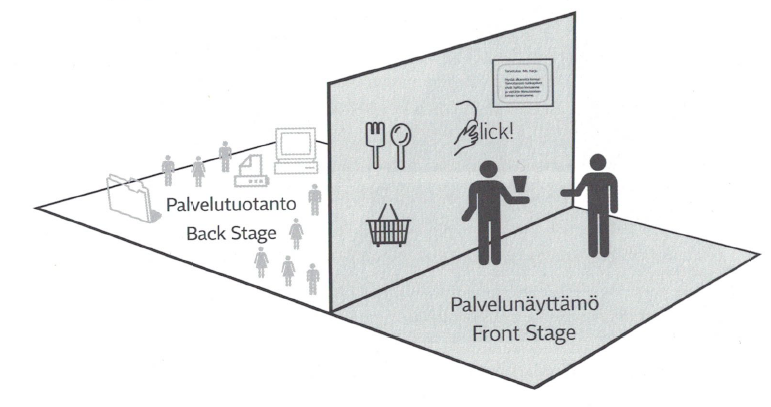 Click!
Palvelutuotanto
Back Stage
Palvelunäyttämö
Front Stage